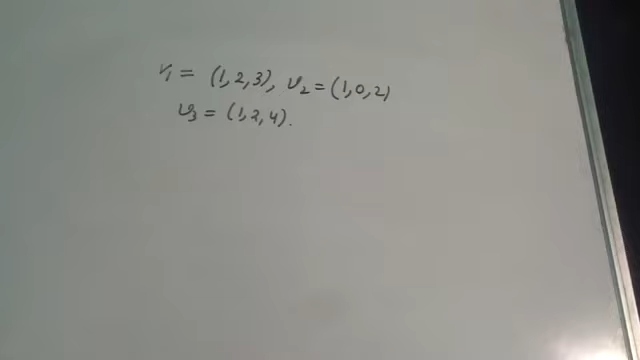 v₁ = (1,2,3), v₂ = (1,0,2)
v₃ = (1,2,4).